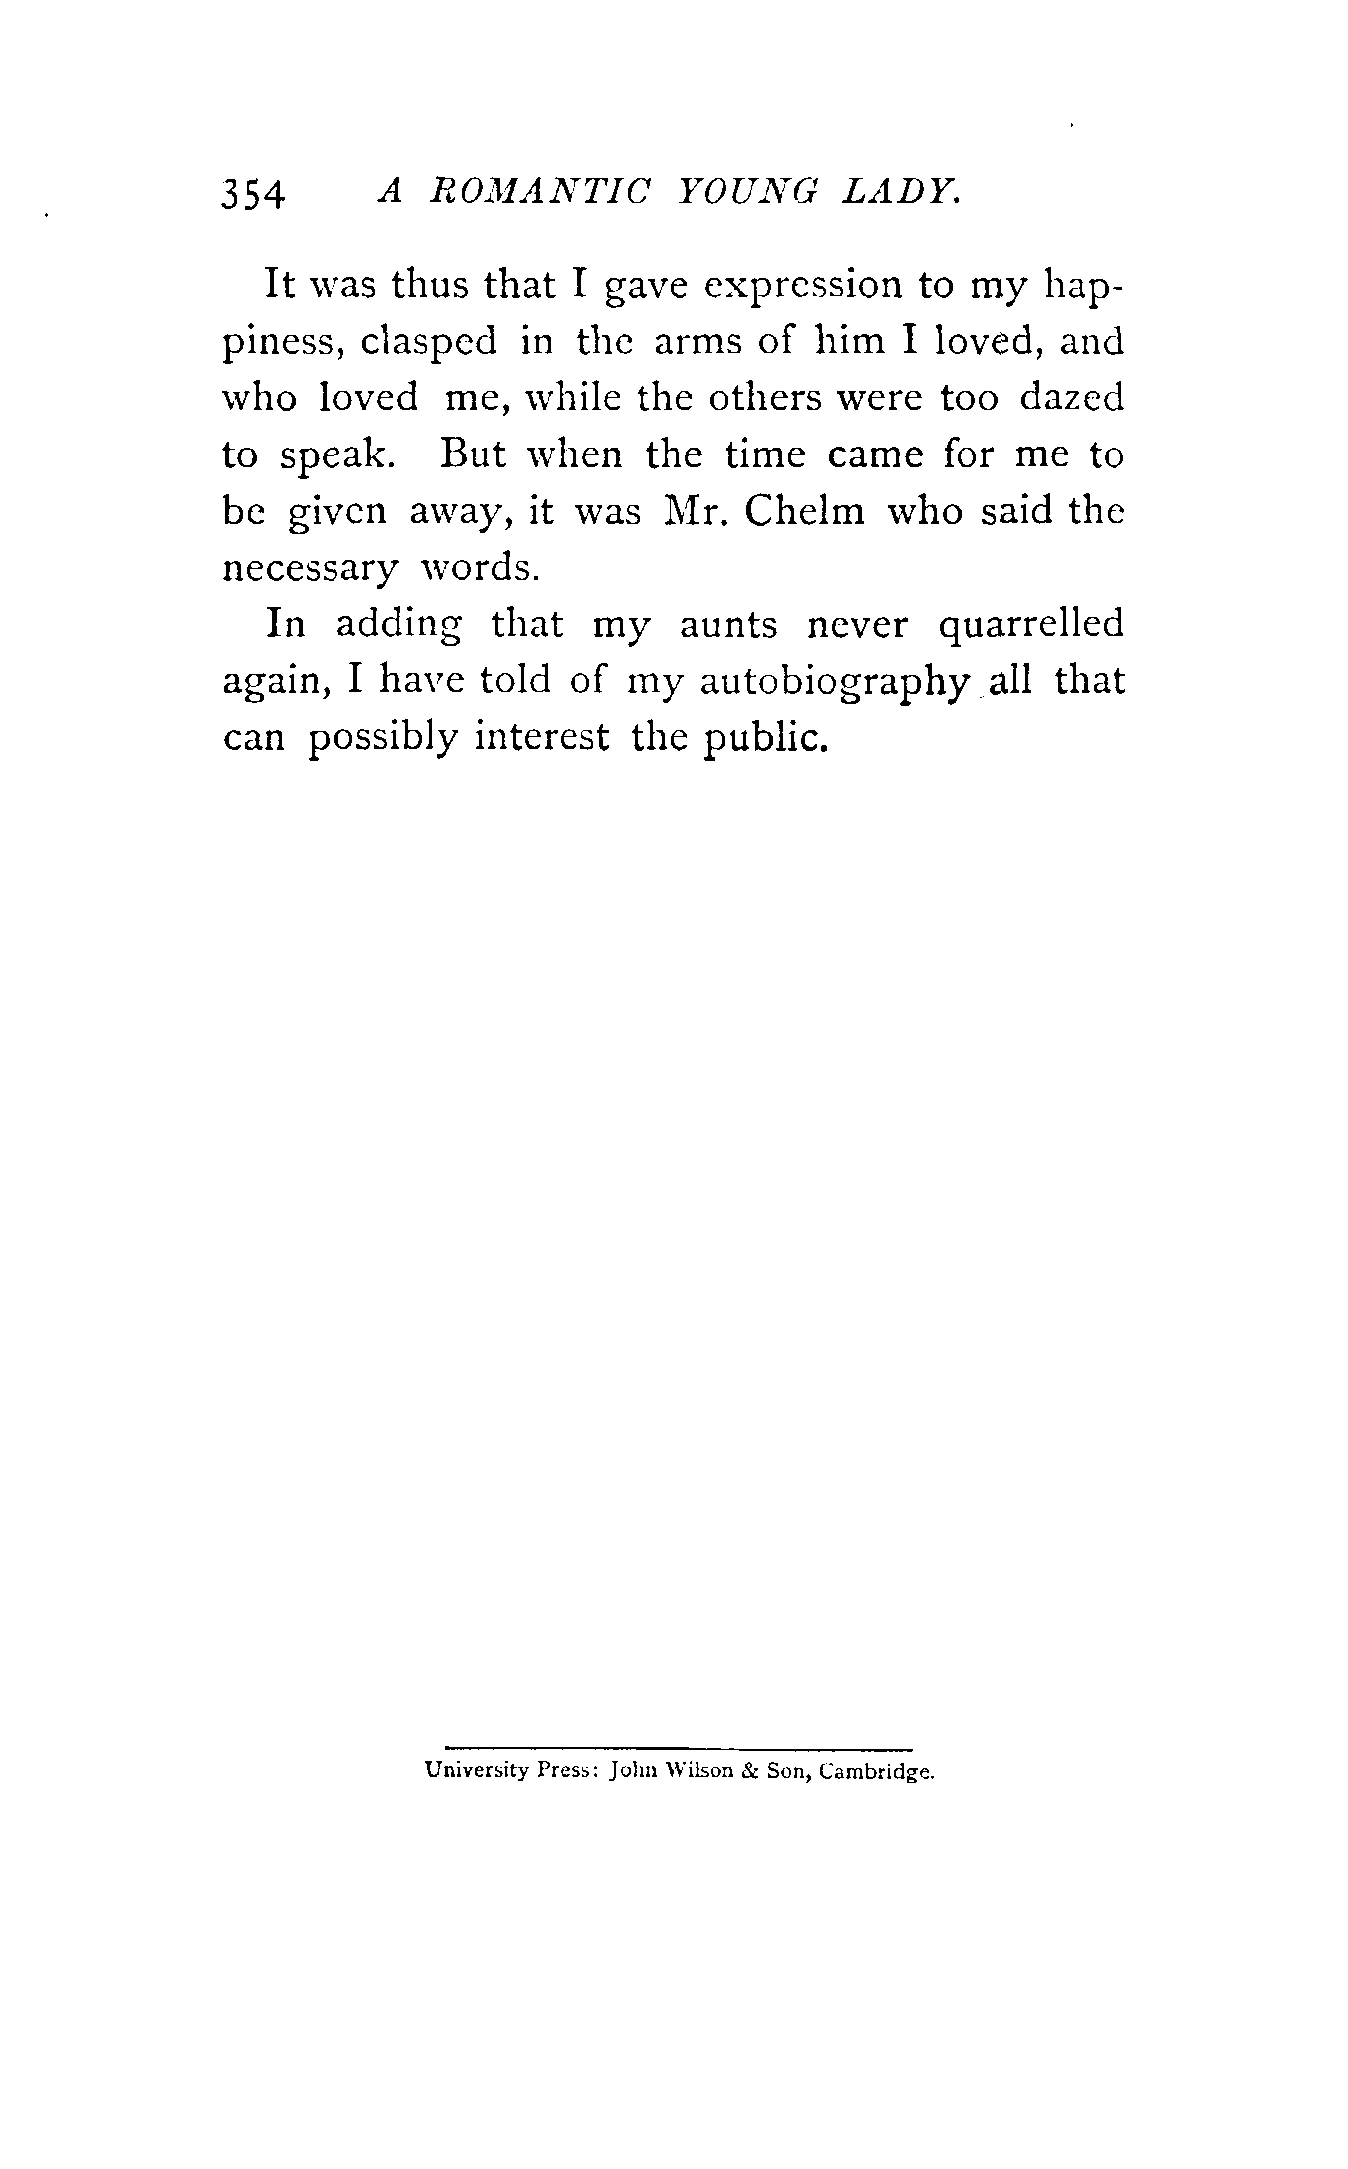 354 A ROMANTIC YOUNG LADY.
It was thus that I gave expression to my hap-
piness, clasped in the arms of him I loved, and
who loved me, while the others were too dazed
to speak. But when the time came for me to
be given away, it was Mr. Chelm who said the
necessary words.
In adding that my aunts never quarrelled
again, I have told of my autobiography all that
can possibly interest the public.
University Press: John Wilson & Son, Cambridge.